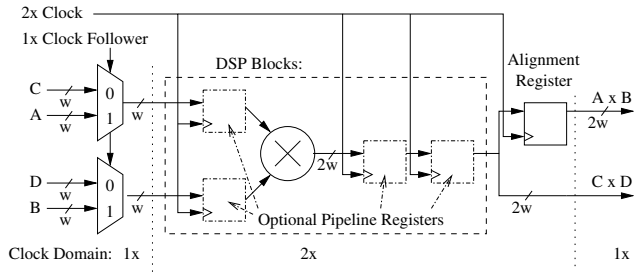 2x Clock
1x Clock Follower
DSP Blocks:
Alignment
Register
C
w
A
w
0
1
w
A x B
2w
2w
D
w
B
w
0
1
w
C x D
2w
Optional Pipeline Registers
Clock Domain: 1x
2x
1x